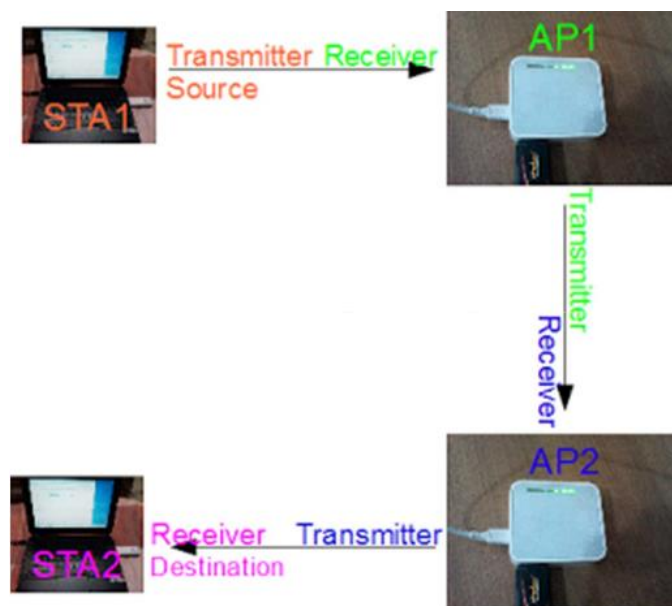 STA1
Transmitter Receiver
Source
AP1
Transmitter
Receiver
AP2
STA2
Receiver Transmitter
Destination